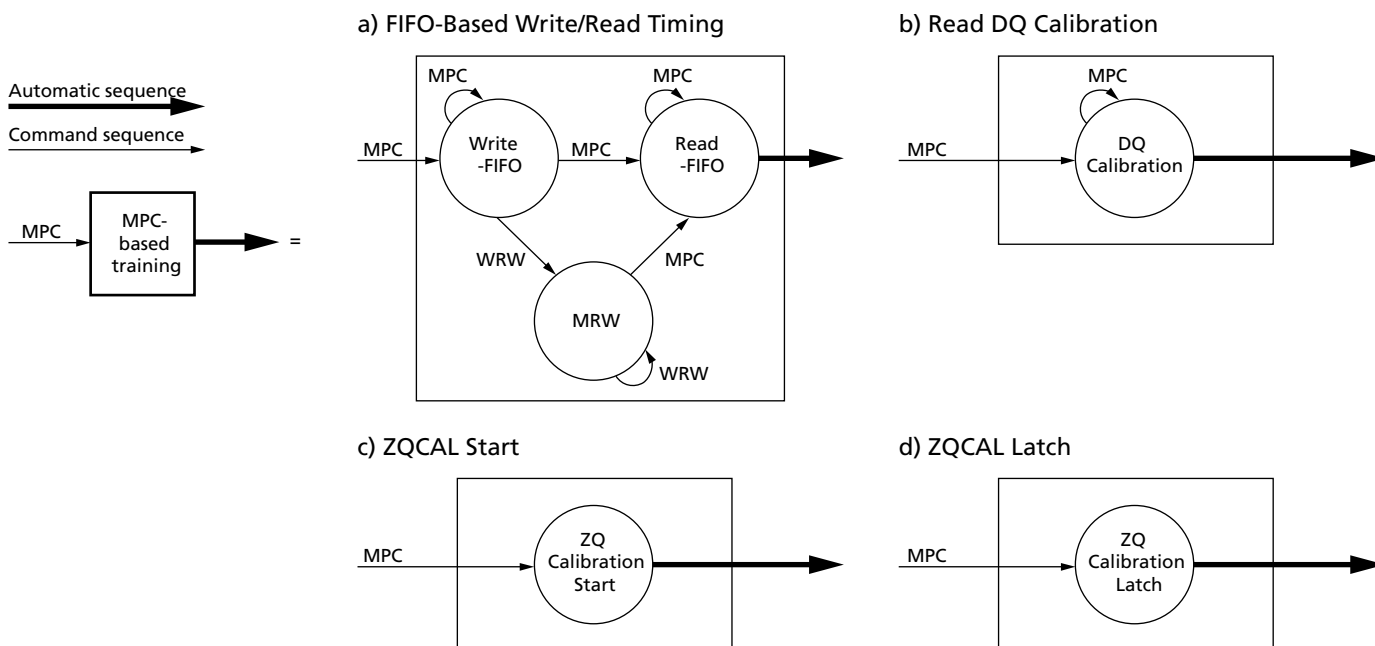 Automatic sequence
Command sequence
MPC
MPC-
based
training
=
a) FIFO-Based Write/Read Timing
MPC
MPC
MPC
Write
-FIFO
MPC
Read
-FIFO
WRW
MPC
MRW
WRW
b) Read DQ Calibration
MPC
MPC
DQ
Calibration
c) ZQCAL Start
MPC
ZQ
Calibration
Start
d) ZQCAL Latch
MPC
ZQ
Calibration
Latch